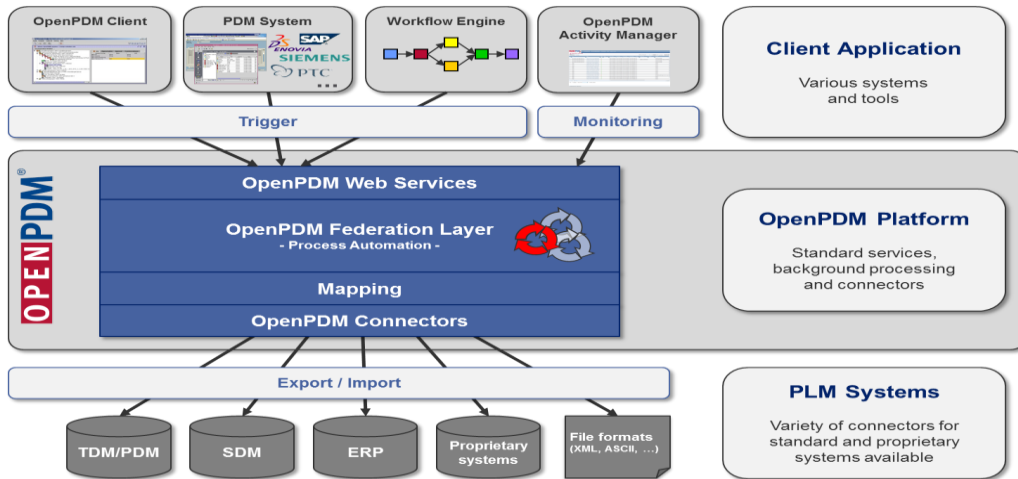 OpenPDM Client
PDM System
SAP
ENOVIA
SIEMENS
PTC
...
Workflow Engine
OpenPDM
Activity Manager
Client Application
Various systems
and tools
Trigger
Monitoring
OPENPDM®
OpenPDM Web Services
OpenPDM Federation Layer
- Process Automation -
Mapping
OpenPDM Connectors
OpenPDM Platform
Standard services,
background processing
and connectors
Export / Import
TDM/PDM
SDM
ERP
Proprietary
systems
File formats
(XML, ASCII, ...)
PLM Systems
Variety of connectors for
standard and proprietary
systems available